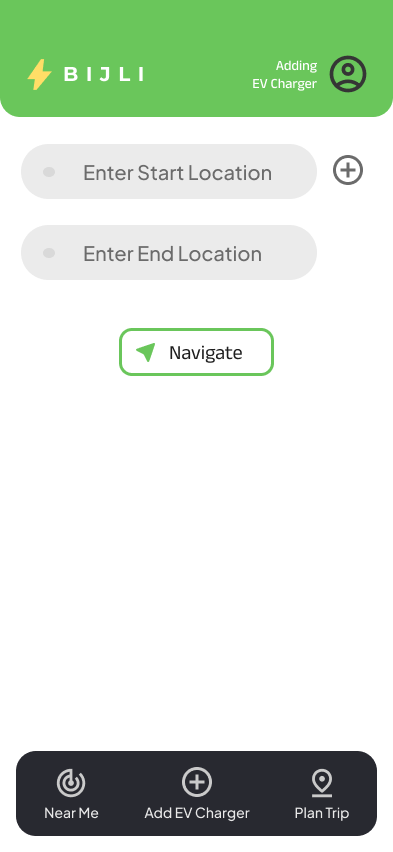 BIJLI
Adding
EV Charger
Enter Start Location
Enter End Location
Navigate
Near Me
Add EV Charger
Plan Trip